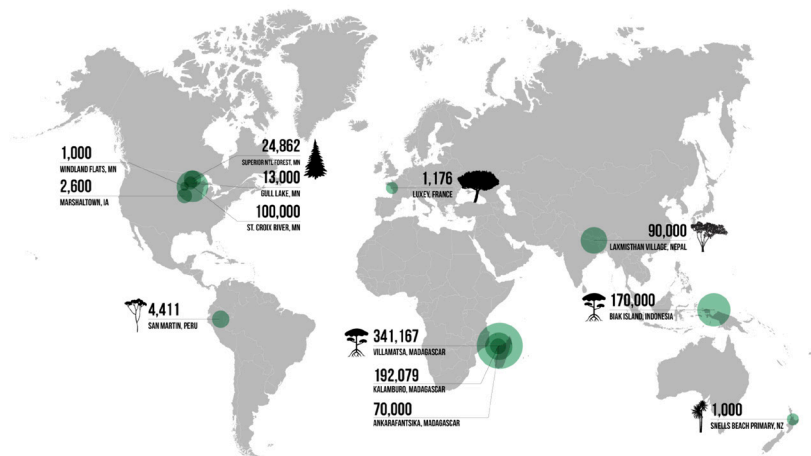 1,000
WINDLAND FLATS, MN
2,600
MARSHALTOWN, IA
24,862
SUPERIOR NTL FOREST, MN
13,000
GULL LAKE, MN
100,000
ST. CROIX RIVER, MN
1,176
LUXEY, FRANCE
90,000
LAXMISTHAN VILLAGE, NEPAL
4,411
SAN MARTIN, PERU
170,000
BIAK ISLAND, INDONESIA
341,167
VILLAMATSA, MADAGASCAR
192,079
KALAMBURO, MADAGASCAR
70,000
ANKARAFANTSIKA, MADAGASCAR
1,000
SNELLS BEACH PRIMARY, NZ